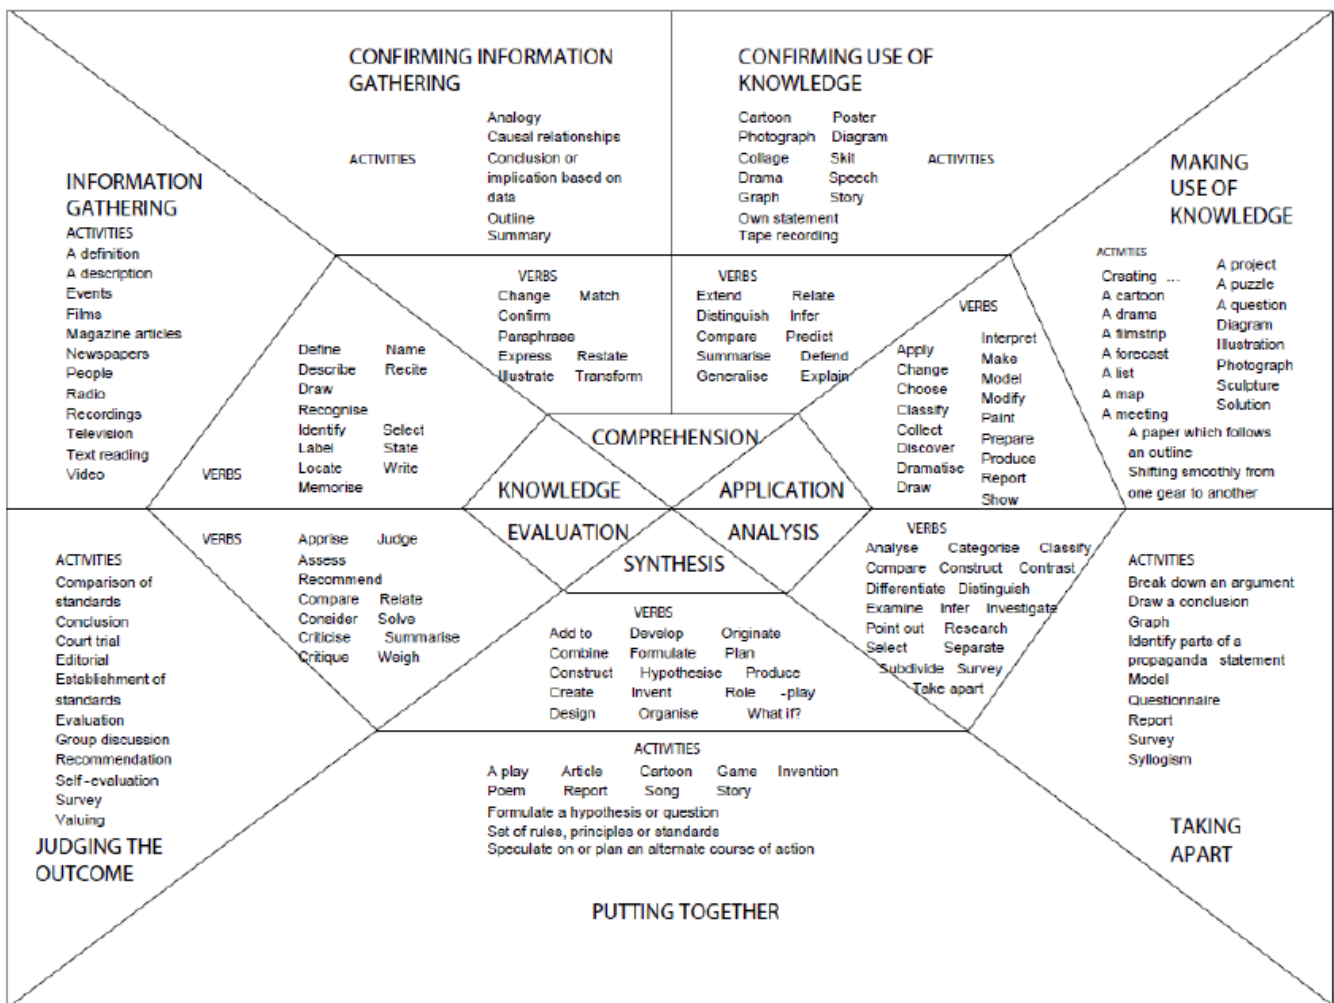 CONFIRMING INFORMATION
GATHERING
ACTIVITIES
Analogy
Causal relationships
Conclusion or
implication based on
data
Outline
Summary
CONFIRMING USE OF
KNOWLEDGE
Cartoon Poster
Photograph Diagram
Collage Skit
Drama Speech
Graph Story
Own statement
Tape recording
ACTIVITIES
INFORMATION
GATHERING
ACTIVITIES
A definition
A description
Events
Films
Magazine articles
Newspapers
People
Radio
Recordings
Television
Text reading
Video
MAKING
USE OF
KNOWLEDGE
ACTIVITIES
Creating ...
A cartoon
A drama
A filmstrip
A forecast
A list
A map
A meeting
A project
A puzzle
A question
Diagram
Illustration
Photograph
Sculpture
Solution
A paper which follows
an outline
Shifting smoothly from
one gear to another
VERBS
Define Name
Describe Recite
Draw
Recognise
Identify Select
Label State
Locate Write
Memorise
VERBS
Change Match
Confirm
Paraphrase
Express Restate
Illustrate Transform
VERBS
Extend Relate
Distinguish Infer
Compare Predict
Summarise Defend
Generalise Explain
VERBS
Apply
Change
Choose
Classify
Collect
Discover
Dramatise
Draw
Interpret
Make
Model
Modify
Paint
Prepare
Produce
Report
Show
COMPREHENSION
KNOWLEDGE
APPLICATION
EVALUATION
ANALYSIS
SYNTHESIS
VERBS
Apprise Judge
Assess
Recommend
Compare Relate
Consider Solve
Criticise Summarise
Critique Weigh
VERBS
Add to Develop Originate
Combine Formulate Plan
Construct Hypothesise Produce
Create Invent Role -play
Design Organise What if?
VERBS
Analyse Categorise Classify
Compare Construct Contrast
Differentiate Distinguish
Examine Infer Investigate
Point out Research
Select Separate
Subdivide Survey
Take apart
ACTIVITIES
Comparison of
standards
Conclusion
Court trial
Editorial
Establishment of
standards
Evaluation
Group discussion
Recommendation
Self-evaluation
Survey
Valuing
JUDGING THE
OUTCOME
ACTIVITIES
A play Article Cartoon Game Invention
Poem Report Song Story
Formulate a hypothesis or question
Set of rules, principles or standards
Speculate on or plan an alternate course of action
PUTTING TOGETHER
ACTIVITIES
Break down an argument
Draw a conclusion
Graph
Identify parts of a
propaganda statement
Model
Questionnaire
Report
Survey
Syllogism
TAKING
APART